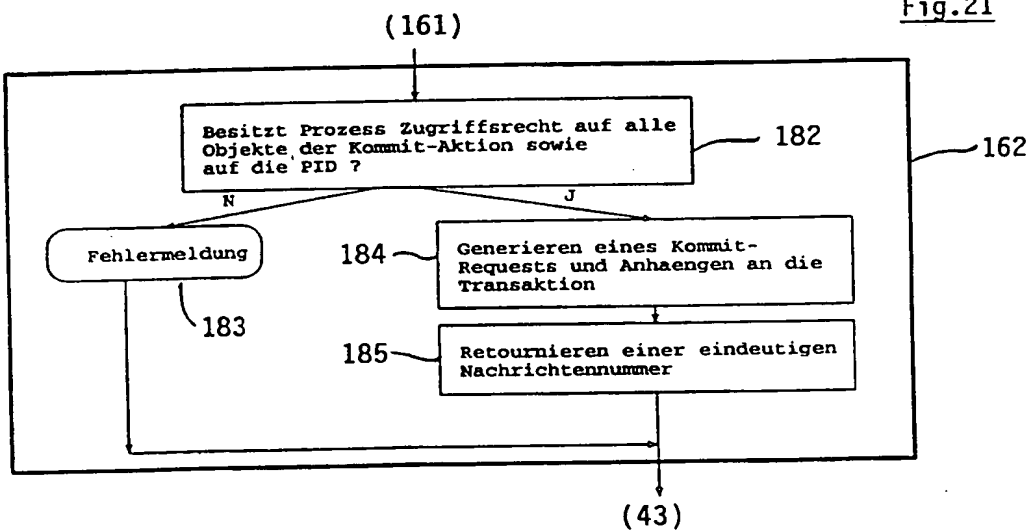 Fig.21
(161)
Besitzt Prozess Zugriffsrecht auf alle
Objekte der Kommit-Aktion sowie
auf die PID ?
182
162
N
J
Fehlermeldung
183
184
Generieren eines Kommit-
Requests und Anhaengen an die
Transaktion
185
Retournieren einer eindeutigen
Nachrichtennummer
(43)